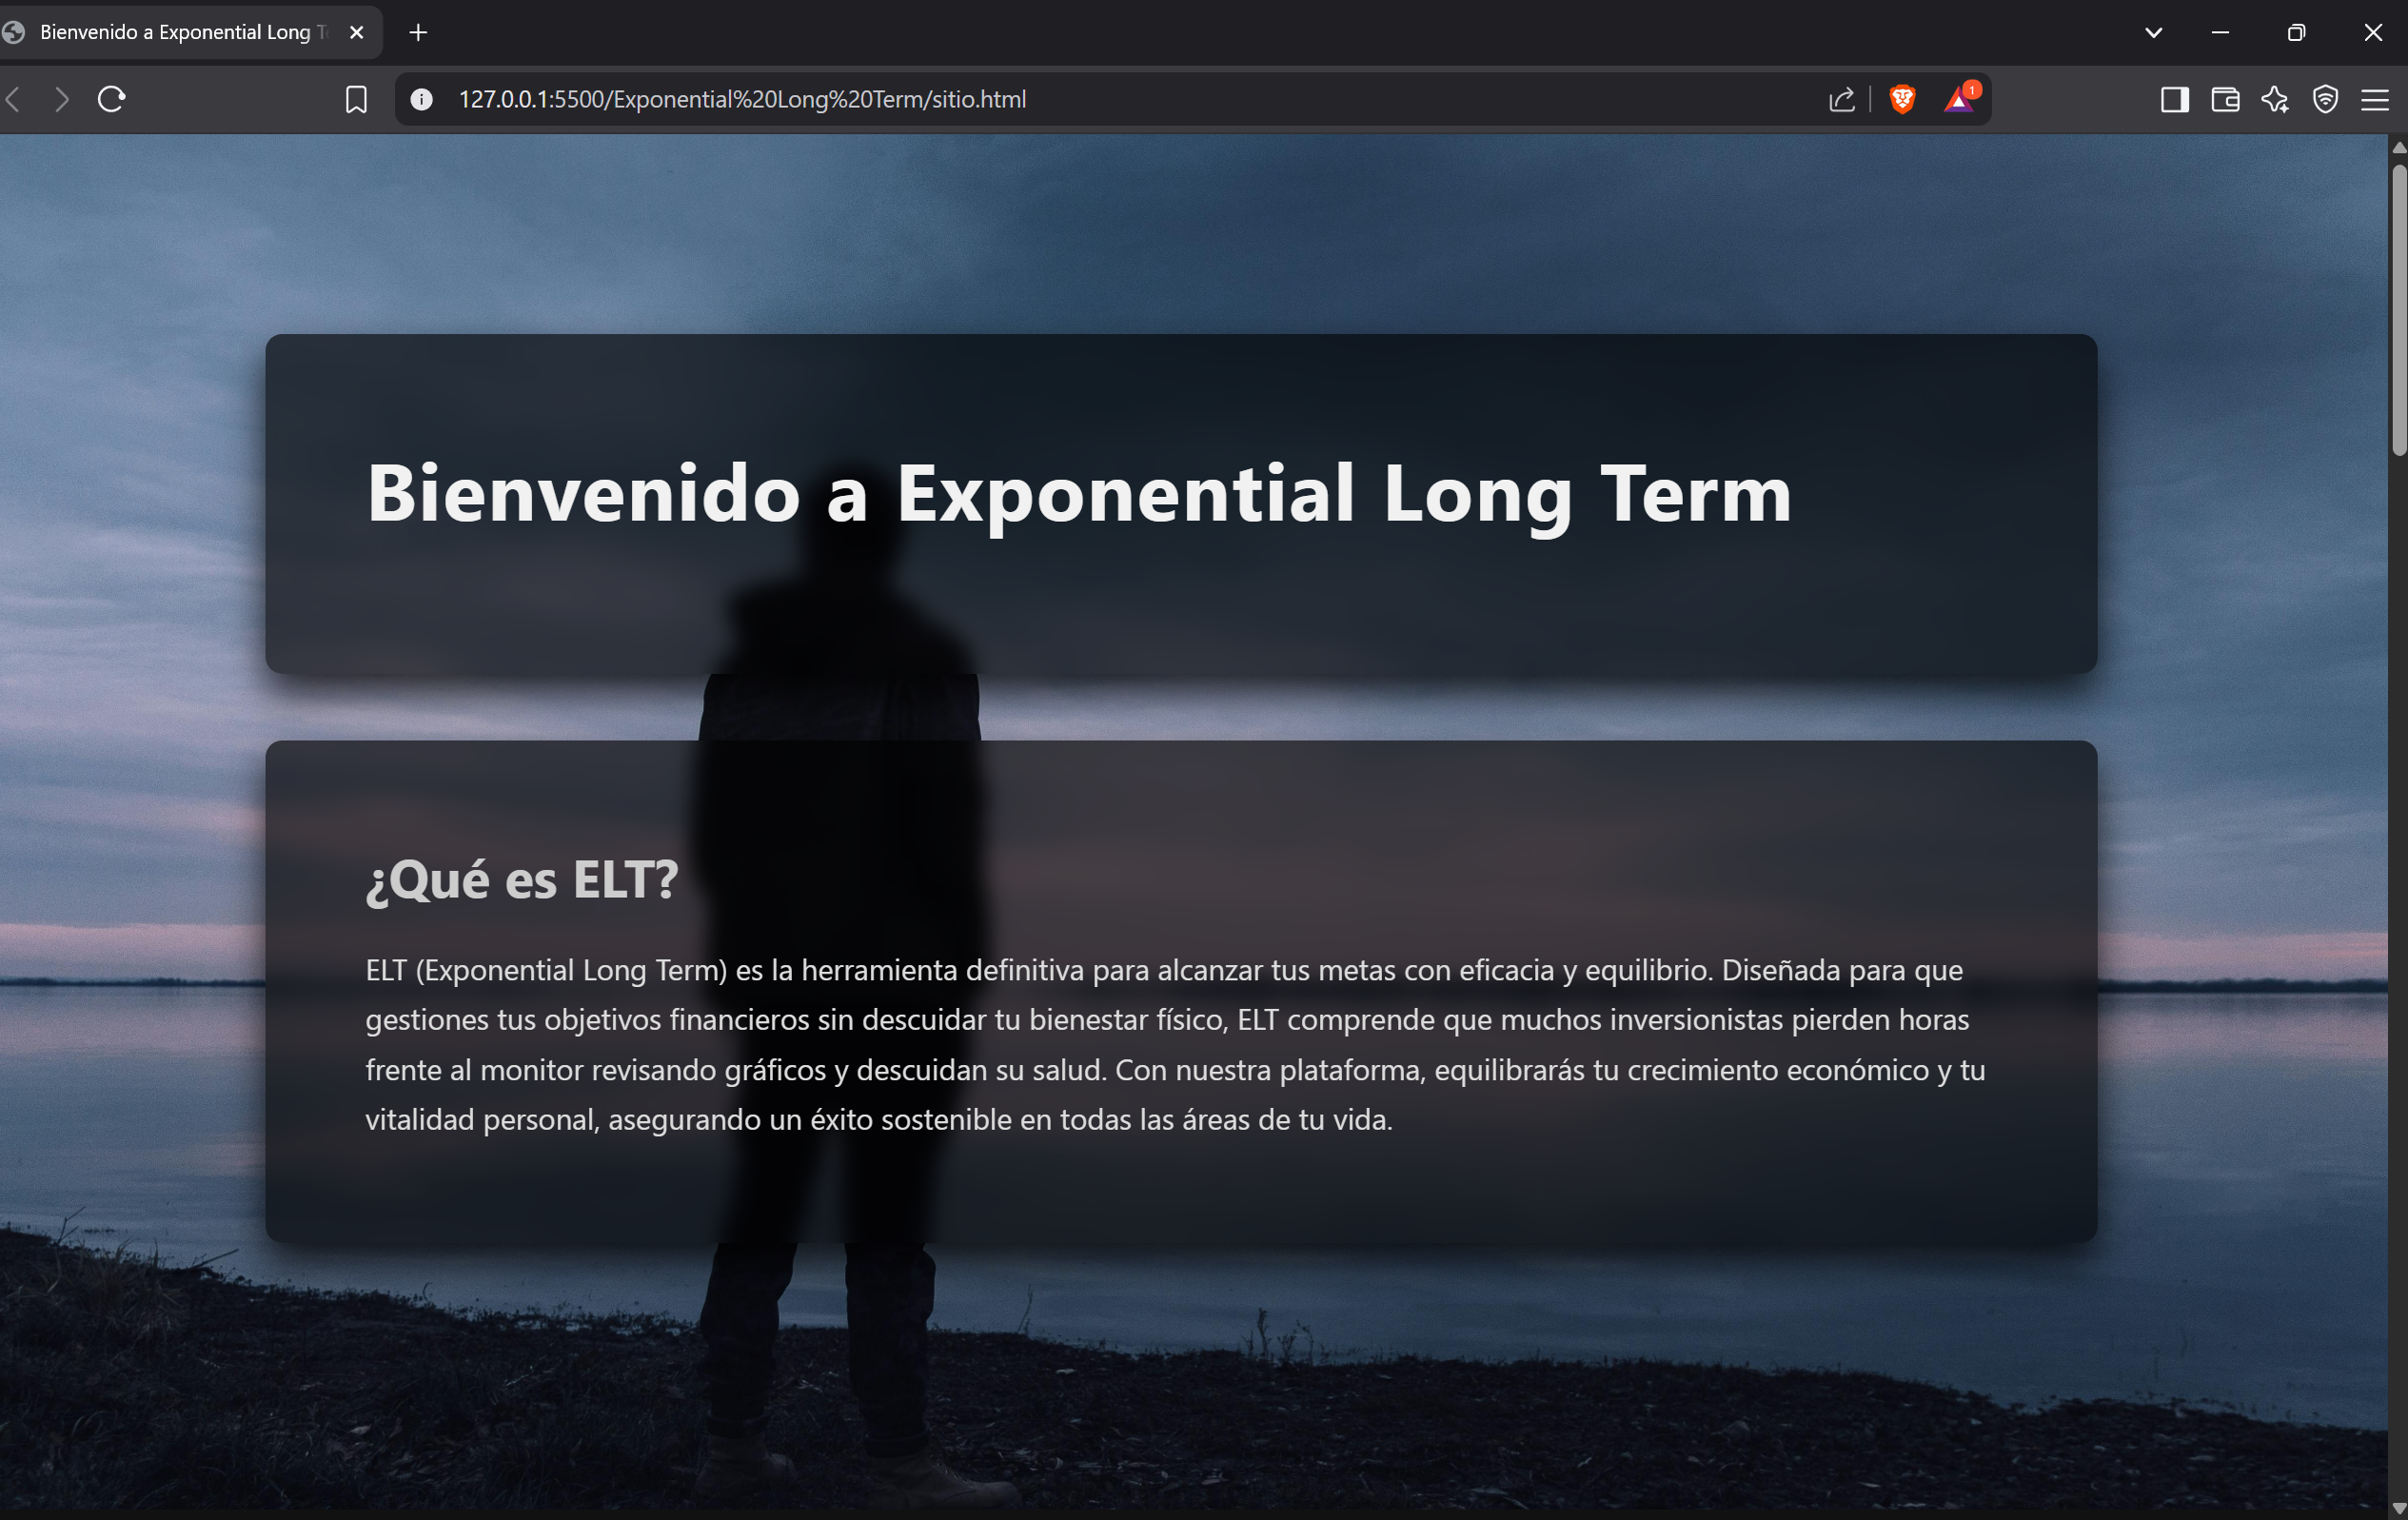 Bienvenido a Exponential Long
127.0.0.1:5500/Exponential%20Long%20Term/sitio.html
1
Bienvenido a Exponential Long Term
¿Qué es ELT?
ELT (Exponential Long Term) es la herramienta definitiva para alcanzar tus metas con eficacia y equilibrio. Diseñada para que
gestiones tus objetivos financieros sin descuidar tu bienestar físico, ELT comprende que muchos inversionistas pierden horas
frente al monitor revisando gráficos y descuidan su salud. Con nuestra plataforma, equilibrarás tu crecimiento económico y tu
vitalidad personal, asegurando un éxito sostenible en todas las áreas de tu vida.